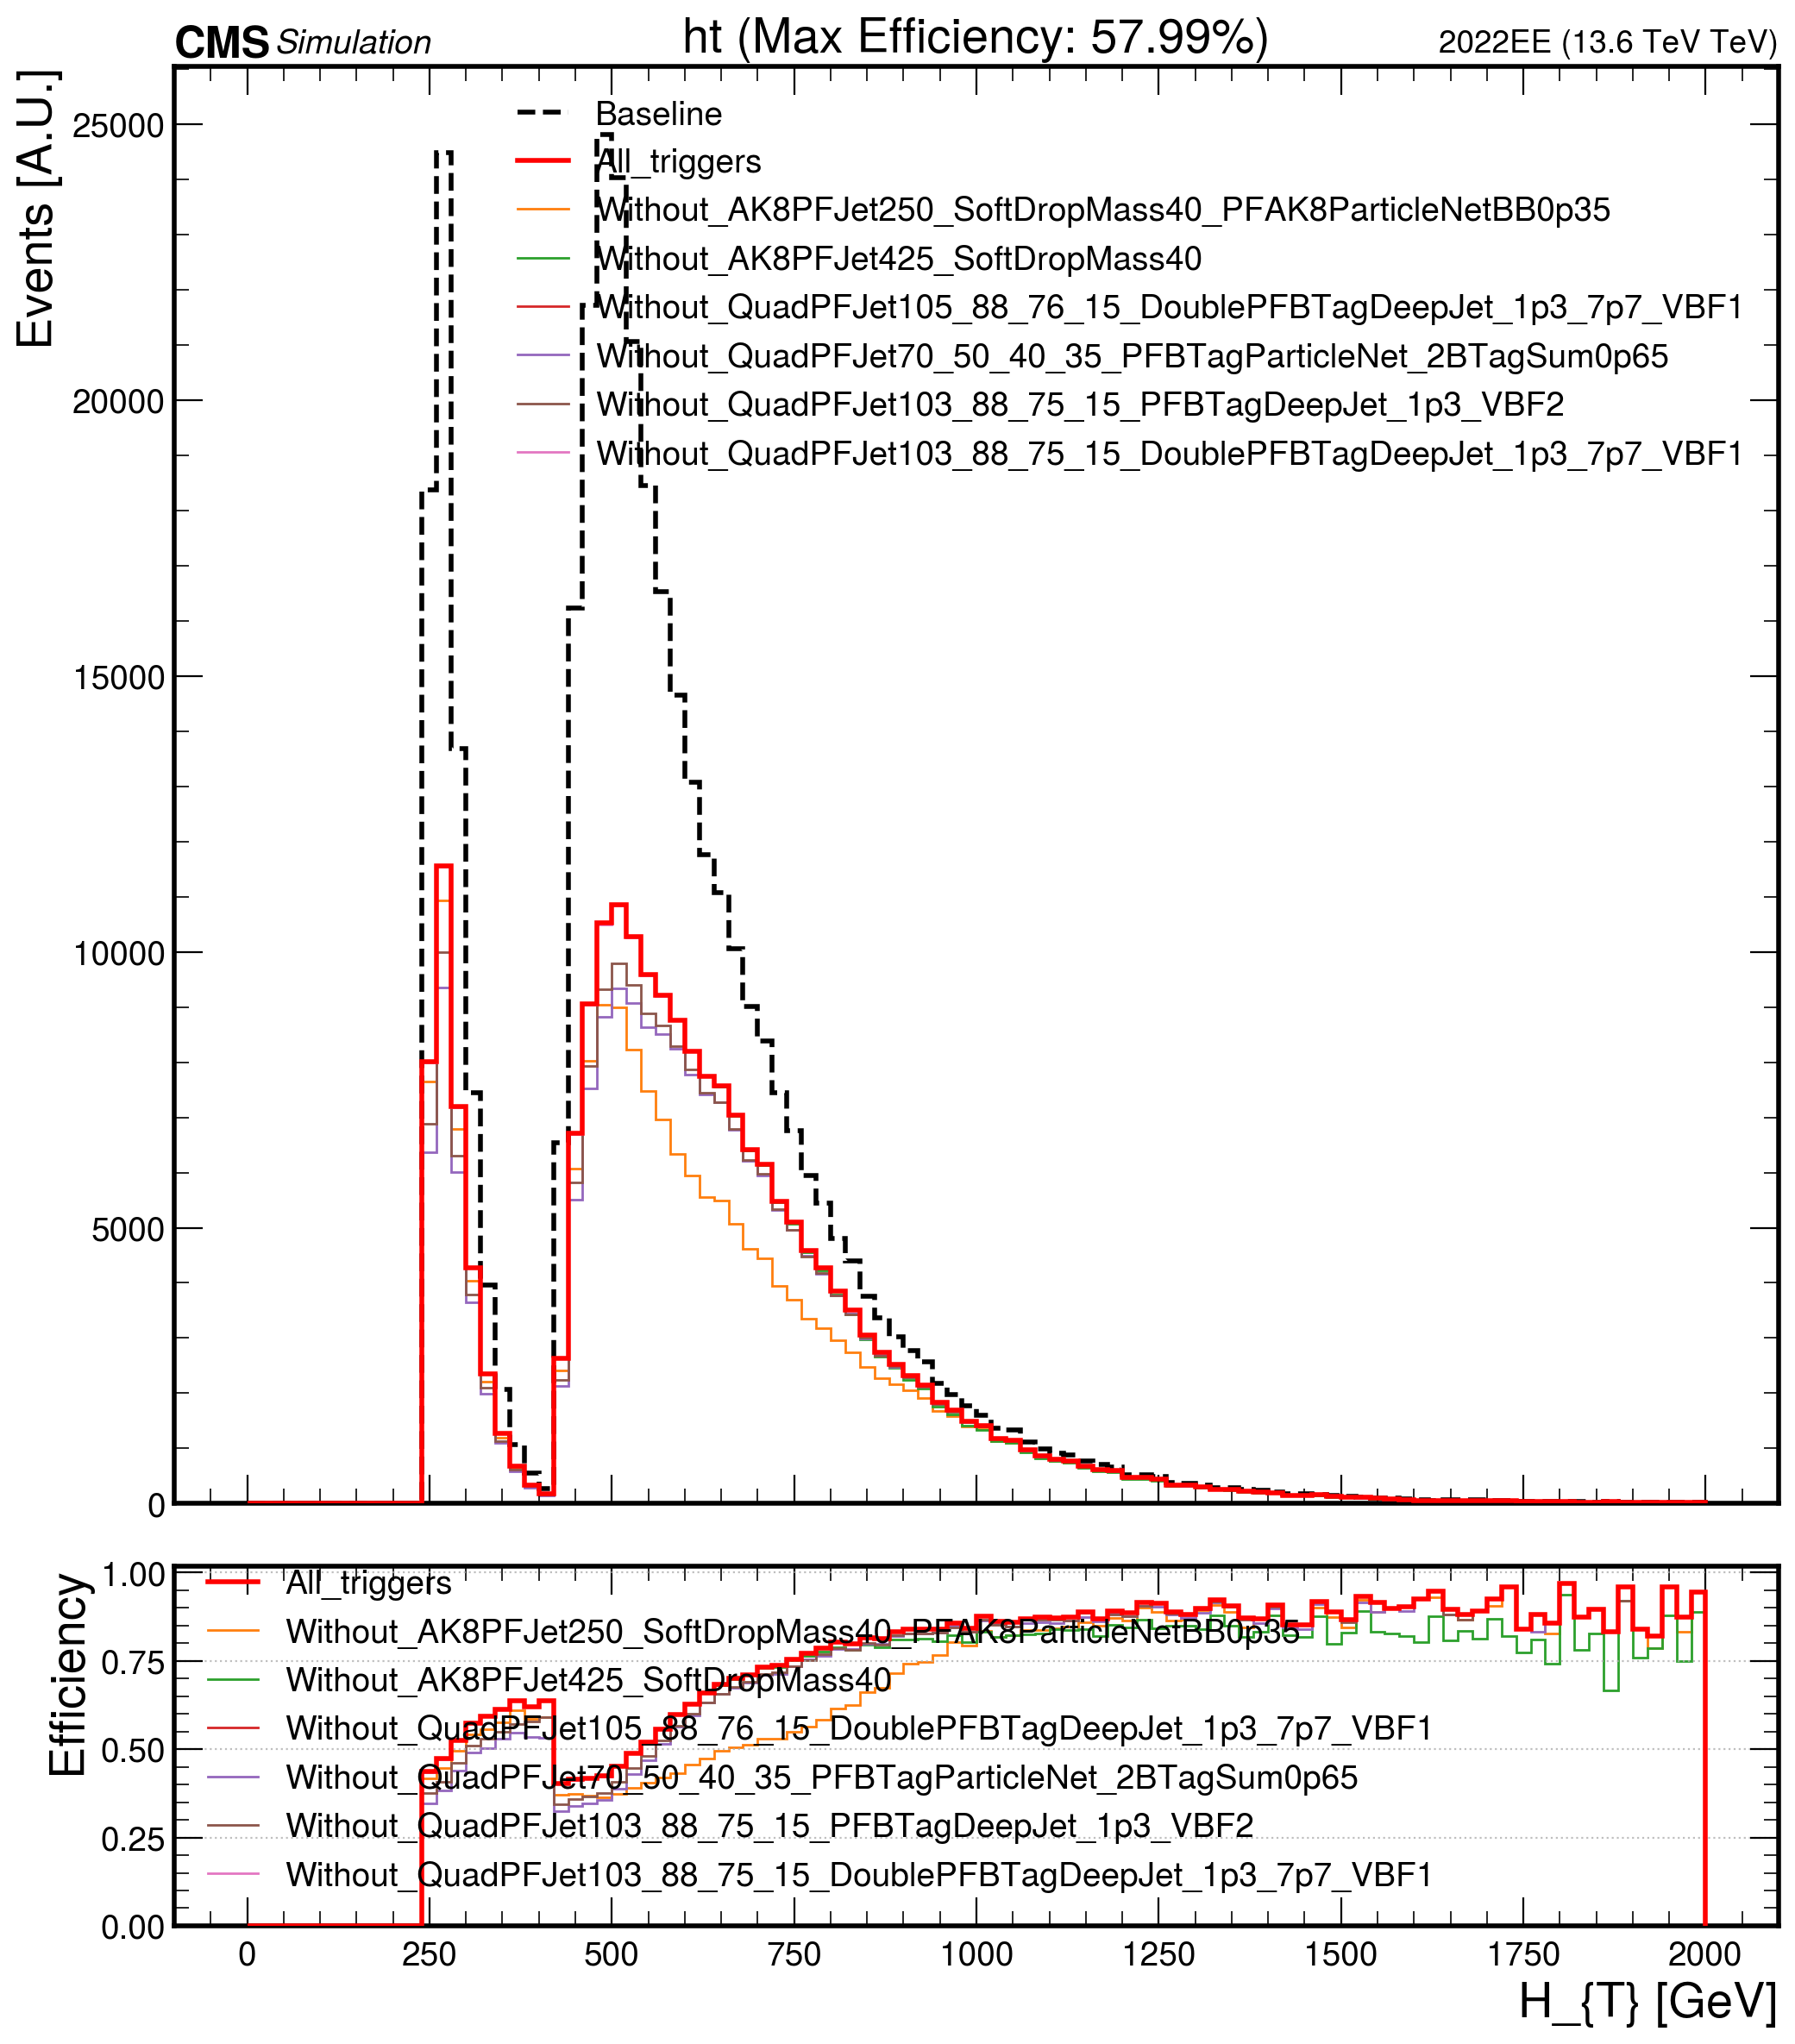 CMS Simulation ht (Max Efficiency: 57.99%) 2022EE (13.6 TeV TeV)
Events [A.U.]
25000
20000
15000
10000
5000
0
Baseline
All_triggers
Without_AK8PFJet250_SoftDropMass40_PFAK8ParticleNetBB0p35
Without_AK8PFJet425_SoftDropMass40
Without_QuadPFJet105_88_76_15_DoublePFBTagDeepJet_1p3_7p7_VBF1
Without_QuadPFJet70_50_40_35_PFBTagParticleNet_2BTagSum0p65
Without_QuadPFJet103_88_75_15_PFBTagDeepJet_1p3_VBF2
Without_QuadPFJet103_88_75_15_DoublePFBTagDeepJet_1p3_7p7_VBF1
Efficiency
1.00
0.75
0.50
0.25
0.00
All_triggers
Without_AK8PFJet250_SoftDropMass40_PFAK8ParticleNetBB0p35
Without_AK8PFJet425_SoftDropMass40
Without_QuadPFJet105_88_76_15_DoublePFBTagDeepJet_1p3_7p7_VBF1
Without_QuadPFJet70_50_40_35_PFBTagParticleNet_2BTagSum0p65
Without_QuadPFJet103_88_75_15_PFBTagDeepJet_1p3_VBF2
Without_QuadPFJet103_88_75_15_DoublePFBTagDeepJet_1p3_7p7_VBF1
0 250 500 750 1000 1250 1500 1750 2000
H_{T} [GeV]